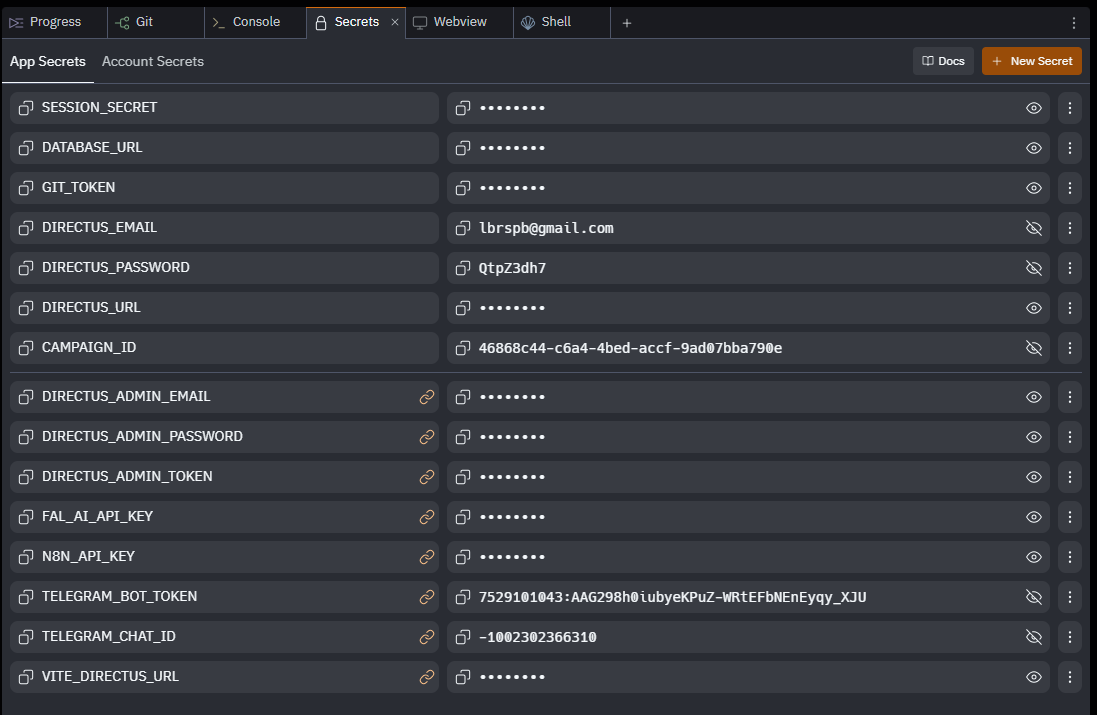 Progress
Git
Console
Secrets
Webview
Shell
App Secrets
Account Secrets
Docs
New Secret
SESSION_SECRET ••••••••
DATABASE_URL ••••••••
GIT_TOKEN ••••••••
DIRECTUS_EMAIL lbrspb@gmail.com
DIRECTUS_PASSWORD QtpZ3dh7
DIRECTUS_URL ••••••••
CAMPAIGN_ID 46868c44-c6a4-4bed-accf-9ad07bba790e
DIRECTUS_ADMIN_EMAIL ••••••••
DIRECTUS_ADMIN_PASSWORD ••••••••
DIRECTUS_ADMIN_TOKEN ••••••••
FAL_AI_API_KEY ••••••••
N8N_API_KEY ••••••••
TELEGRAM_BOT_TOKEN 7529101043:AAG298h0iubyeKPuZ-WRtEFbNEnEyqy_XJU
TELEGRAM_CHAT_ID -1002302366310
VITE_DIRECTUS_URL ••••••••